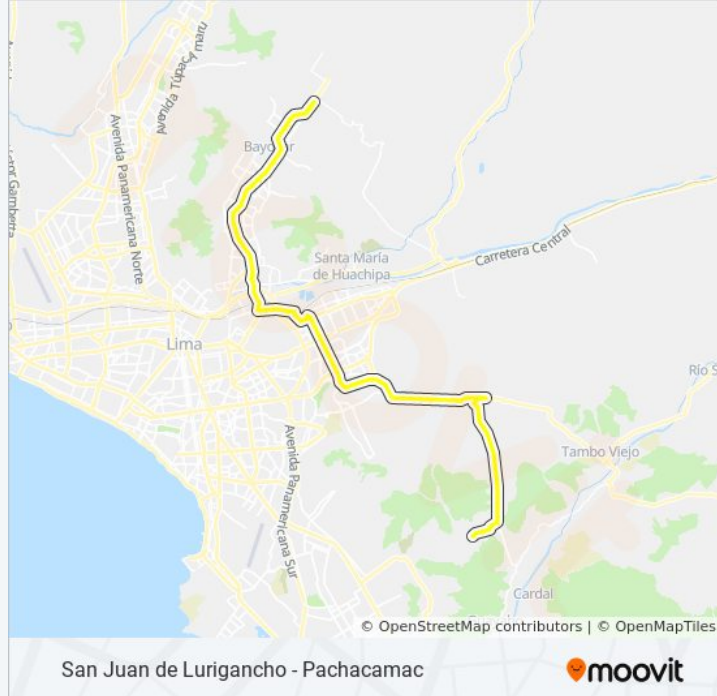 Avenida Túpac Amaru
Avenida Panamericana Norte
Santa María
de Huachipa
Carretera Central
Lima
Tambo Viejo
Avenida Panamericana Sur
Cardal
© OpenStreetMap contributors | © OpenMapTiles
San Juan de Lurigancho - Pachacamac
moovit